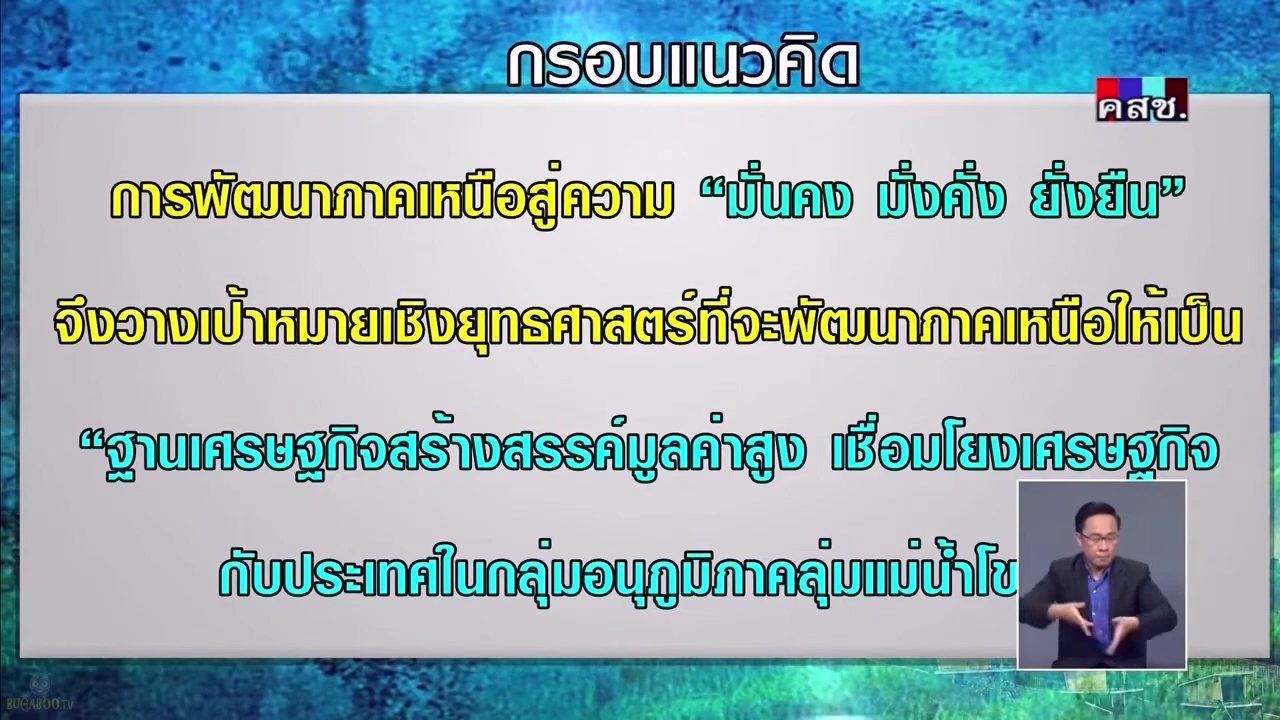 กรอบแนวคิด
คสช.
การพัฒนาภาคเหนือสู่ความ “มั่นคง มั่งคั่ง ยั่งยืน”
จึงวางเป้าหมายเชิงยุทธศาสตร์ที่จะพัฒนาภาคเหนือให้เป็น
“ฐานเศรษฐกิจสร้างสรรค์มูลค่าสูง เชื่อมโยงเศรษฐกิจ
กับประเทศในกลุ่มอนุภูมิภาคลุ่มแม่น้ำโข
BUGABOO.TV